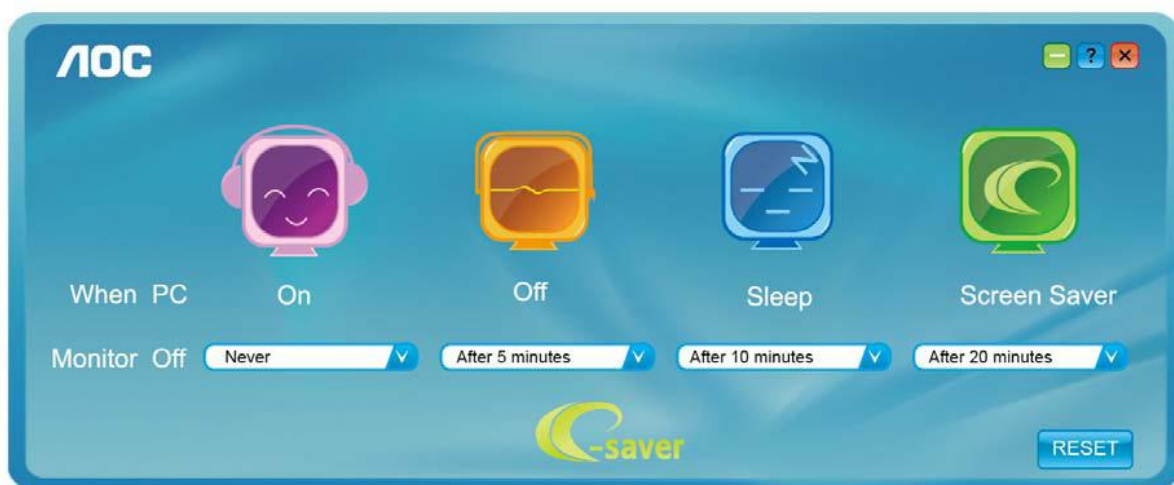 AOC
?
When PC On Off Sleep Screen Saver
Monitor Off Never After 5 minutes After 10 minutes After 20 minutes
e-saver
RESET